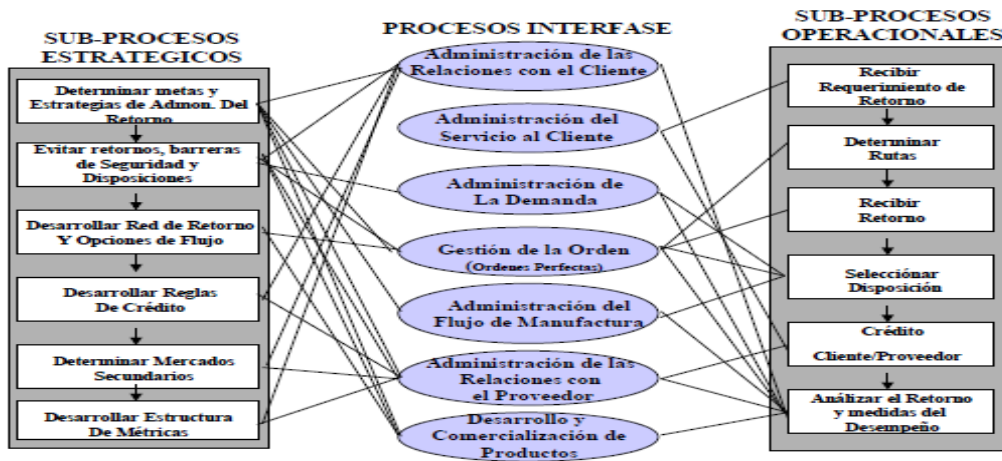 SUB-PROCESOS
ESTRATEGICOS
Determinar metas y
Estrategias de Admon. Del
Retorno
Evitar retornos, barreras
de Seguridad y
Disposiciones
Desarrollar Red de Retorno
Y Opciones de Flujo
Desarrollar Reglas
De Crédito
Determinar Mercados
Secundarios
Desarrollar Estructura
De Métricas
PROCESOS INTERFASE
Administración de las
Relaciones con el Cliente
Administración del
Servicio al Cliente
Administración de
La Demanda
Gestión de la Orden
(Ordenes Perfectas)
Administración del
Flujo de Manufactura
Administración de las
Relaciones con
el Proveedor
Desarrollo y
Comercialización de
Productos
SUB-PROCESOS
OPERACIONALES
Recibir
Requerimiento de
Retorno
Determinar
Rutas
Recibir
Retorno
Selecciónar
Disposición
Crédito
Cliente/Proveedor
Análizar el Retorno
y medidas del
Desempeño